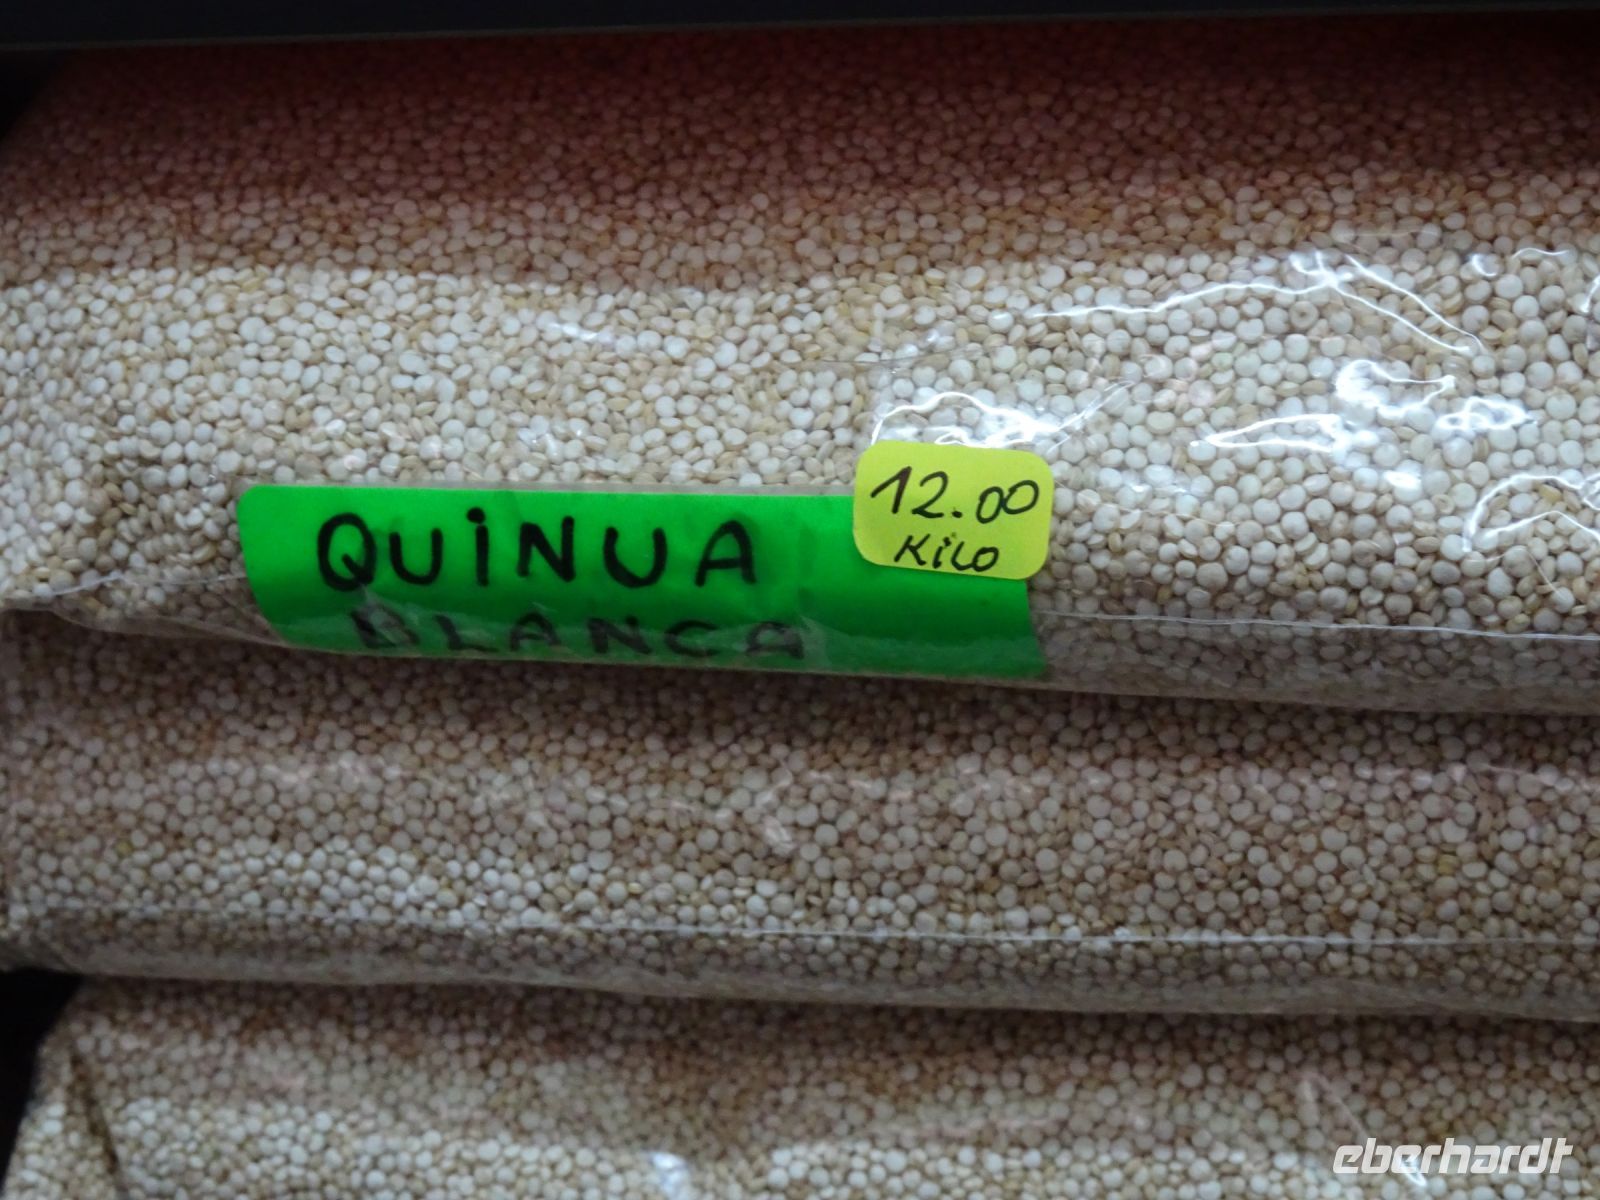 12.00
KiLO
QUiNUA
BLANCA
eberhardt